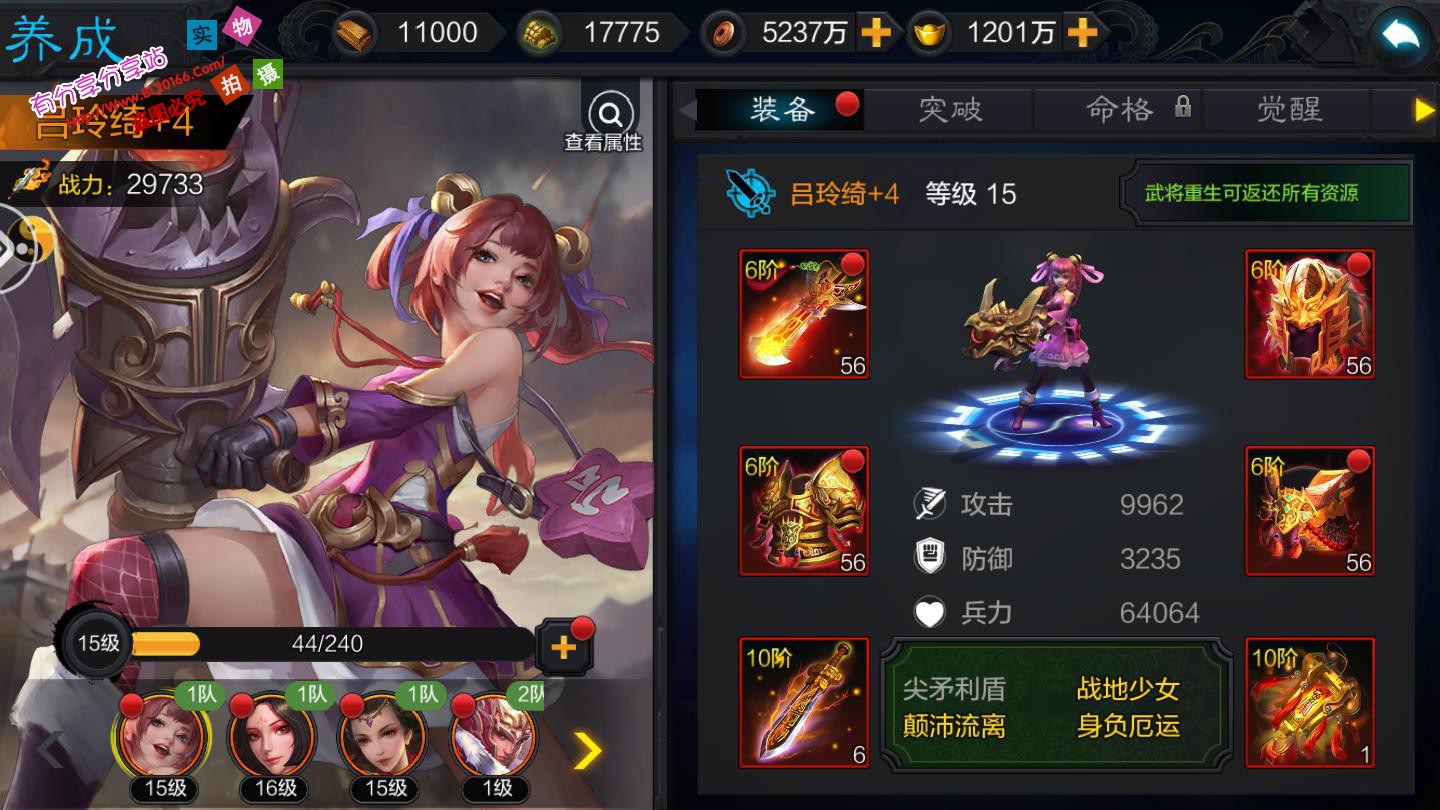 养成
实物拍摄
有分享分享站
盗图必究
11000
17775
5237万
1201万
吕玲绮+4
查看属性
战力：29733
装备
突破
命格
觉醒
吕玲绮+4 等级 15
武将重生可返还所有资源
6阶
56
6阶
56
6阶
56
6阶
56
攻击 9962
防御 3235
兵力 64064
10阶
6
10阶
1
尖矛利盾 战地少女
颠沛流离 身负厄运
吕
15级
44/240
1队
1队
1队
2队
15级
16级
15级
1级